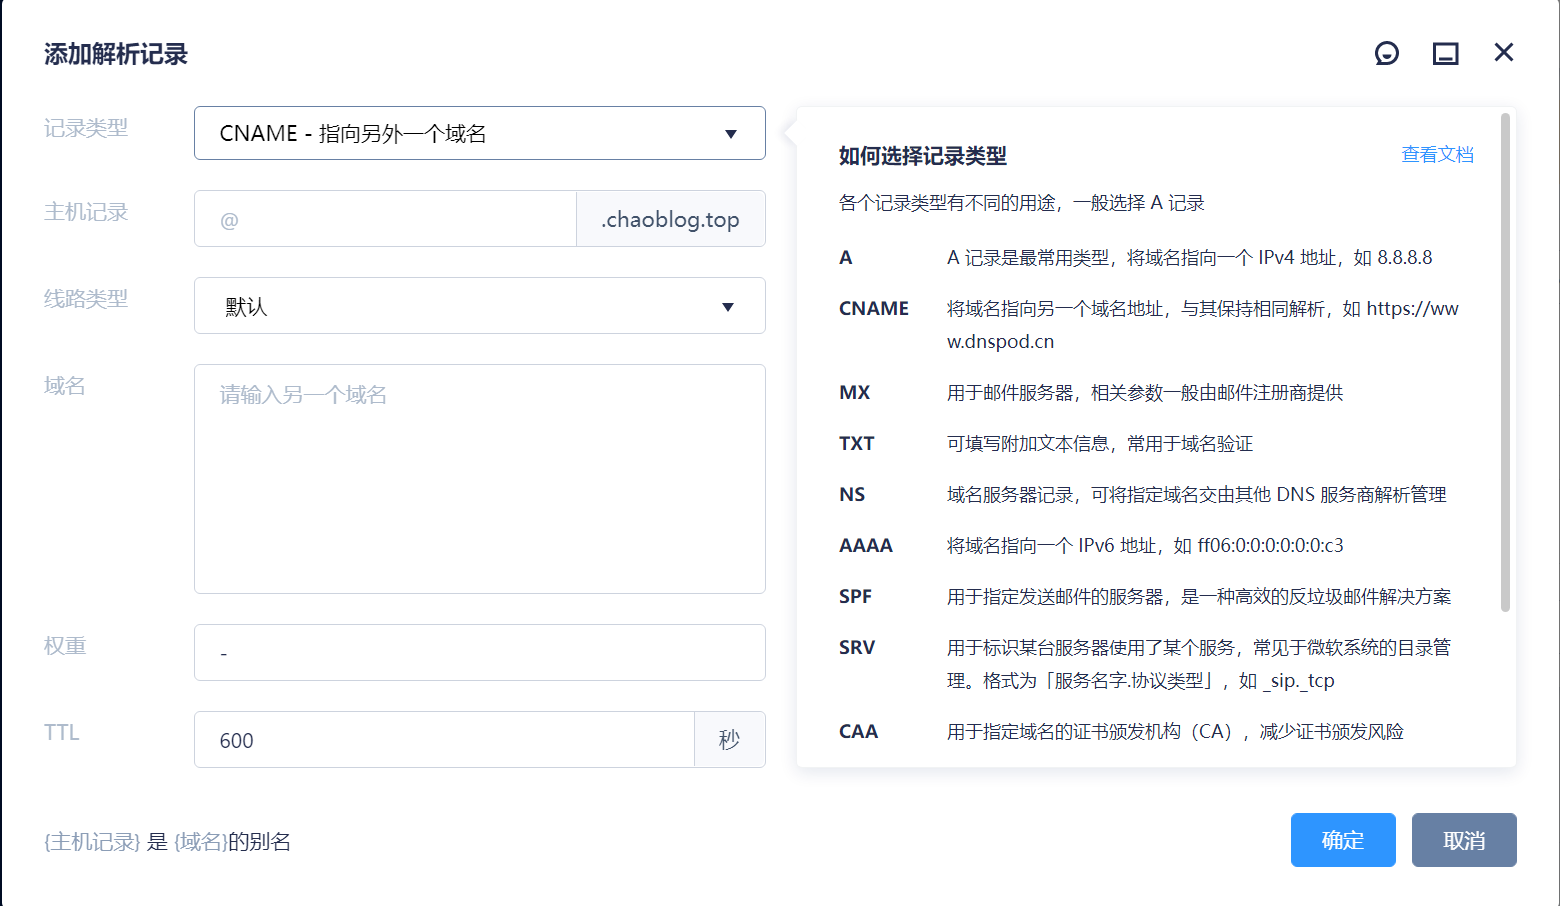 添加解析记录
记录类型
CNAME - 指向另外一个域名
主机记录
@
.chaoblog.top
线路类型
默认
域名
请输入另一个域名
权重
-
TTL
600
秒
{主机记录} 是 {域名}的别名
如何选择记录类型
查看文档
各个记录类型有不同的用途，一般选择 A 记录
A
A 记录是最常用类型，将域名指向一个 IPv4 地址，如 8.8.8.8
CNAME
将域名指向另一个域名地址，与其保持相同解析，如 https://ww
w.dnspod.cn
MX
用于邮件服务器，相关参数一般由邮件注册商提供
TXT
可填写附加文本信息，常用于域名验证
NS
域名服务器记录，可将指定域名交由其他 DNS 服务商解析管理
AAAA
将域名指向一个 IPv6 地址，如 ff06:0:0:0:0:0:0:c3
SPF
用于指定发送邮件的服务器，是一种高效的反垃圾邮件解决方案
SRV
用于标识某台服务器使用了某个服务，常见于微软系统的目录管
理。格式为「服务名字.协议类型」，如 _sip._tcp
CAA
用于指定域名的证书颁发机构（CA），减少证书颁发风险
确定
取消